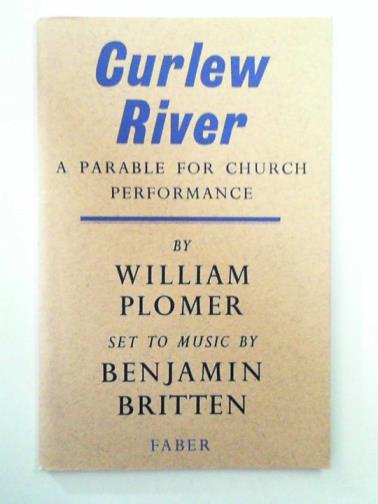 Curlew
River
A PARABLE FOR CHURCH
PERFORMANCE
BY
WILLIAM
PLOMER
SET TO MUSIC BY
BENJAMIN
BRITTEN
FABER